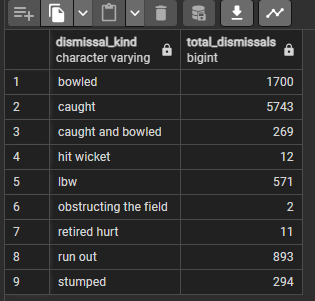 dismissal_kind total_dismissals
character varying bigint
1 bowled 1700
2 caught 5743
3 caught and bowled 269
4 hit wicket 12
5 lbw 571
6 obstructing the field 2
7 retired hurt 11
8 run out 893
9 stumped 294